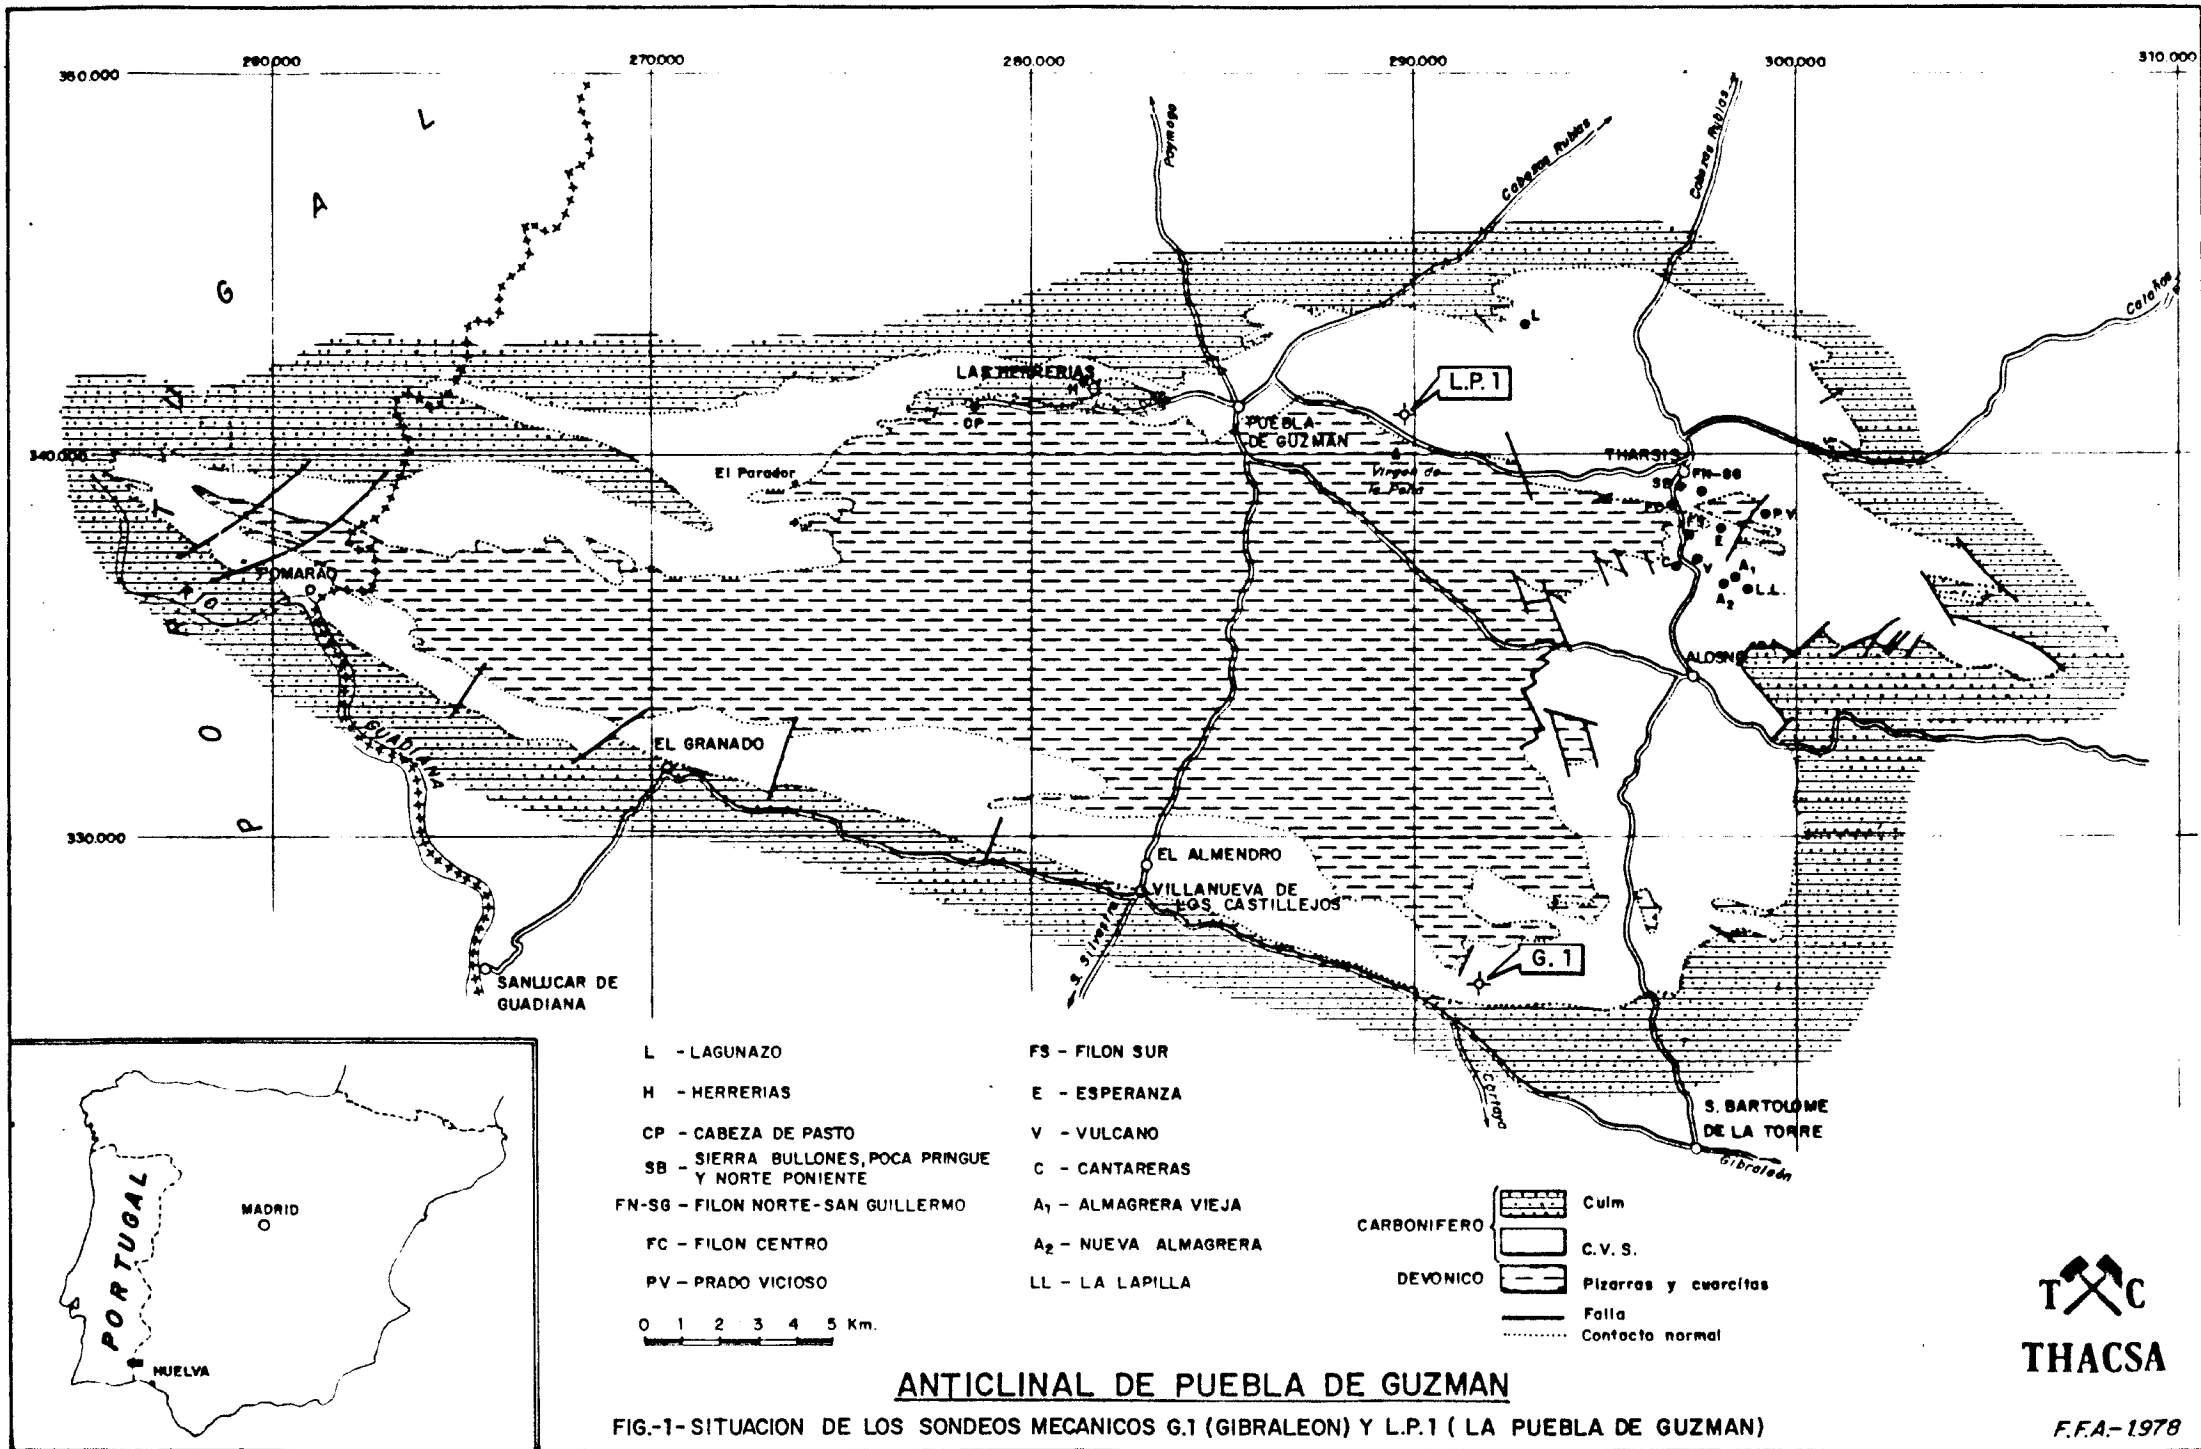 260.000
270.000
280.000
290.000
300.000
310.000
350.000
340.000
330.000
P O R T U G A L
Paymogo
Cabezas Rubias
Cabezas Rubias
Calañas
L
LAS HERRERIAS
H
CP
L.P.1
PUEBLA
DE GUZMAN
Virgen de
la Peña
El Parador
THARSIS
FN-SG
SB
FC
FS
P.V.
E
C
V
A1
A2
L.L.
POMARAO
ALOSNO
GUADIANA
EL GRANADO
EL ALMENDRO
VILLANUEVA DE
LOS CASTILLEJOS
S. Silvestre
G.1
SANLUCAR DE
GUADIANA
Cartaya
S. BARTOLOME
DE LA TORRE
Gibraleón
PORTUGAL
MADRID
HUELVA
L - LAGUNAZO
H - HERRERIAS
CP - CABEZA DE PASTO
SB - SIERRA BULLONES, POCA PRINGUE
Y NORTE PONIENTE
FN-SG - FILON NORTE-SAN GUILLERMO
FC - FILON CENTRO
PV - PRADO VICIOSO
FS - FILON SUR
E - ESPERANZA
V - VULCANO
C - CANTARERAS
A1 - ALMAGRERA VIEJA
A2 - NUEVA ALMAGRERA
LL - LA LAPILLA
0 1 2 3 4 5 Km.
CARBONIFERO
Culm
C.V.S.
DEVONICO
Pizarras y cuarcitas
Falla
Contacto normal
T C
THACSA
ANTICLINAL DE PUEBLA DE GUZMAN
FIG.-1- SITUACION DE LOS SONDEOS MECANICOS G.1 (GIBRALEON) Y L.P.1 ( LA PUEBLA DE GUZMAN)
F.F.A.- 1978